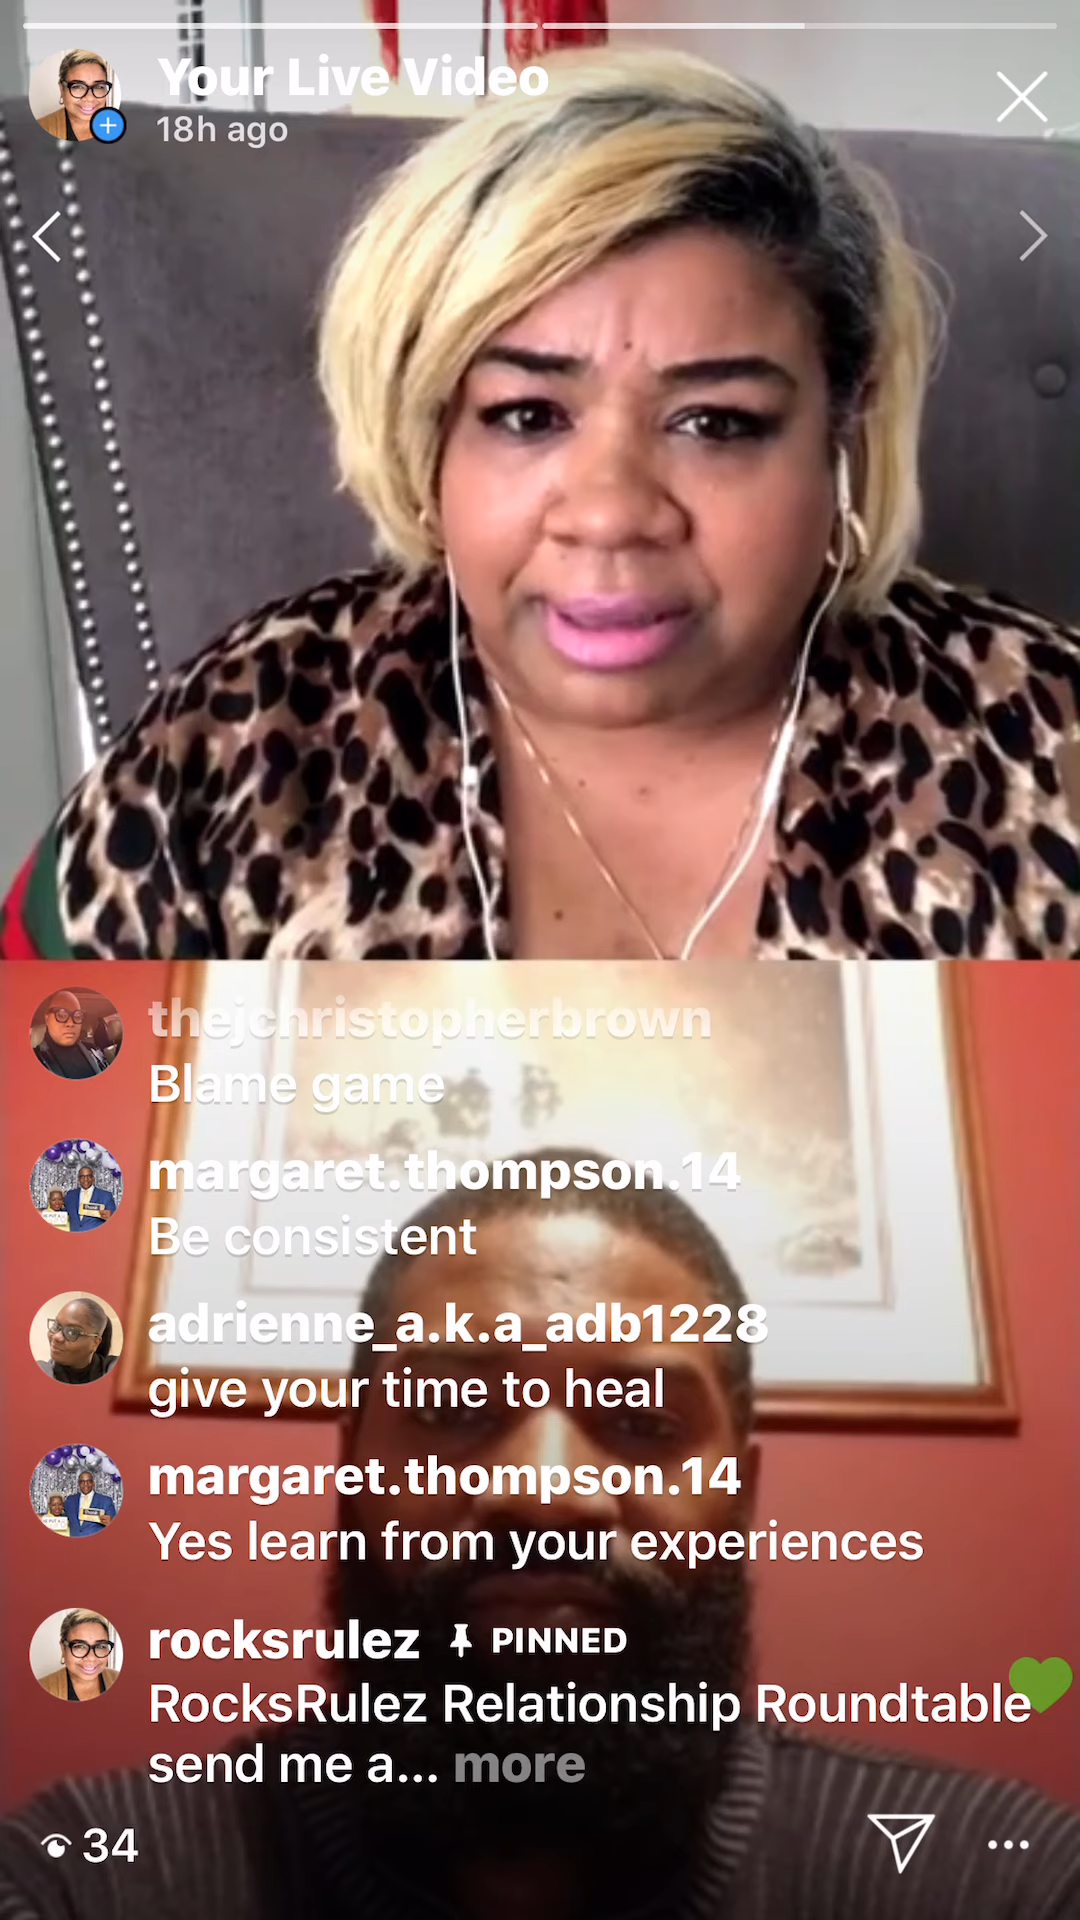 Your Live Video
18h ago
thejchristopherbrown
Blame game
margaret.thompson.14
Be consistent
adrienne_a.k.a_adb1228
give your time to heal
margaret.thompson.14
Yes learn from your experiences
rocksrulez PINNED
RocksRulez Relationship Roundtable
send me a... more
34